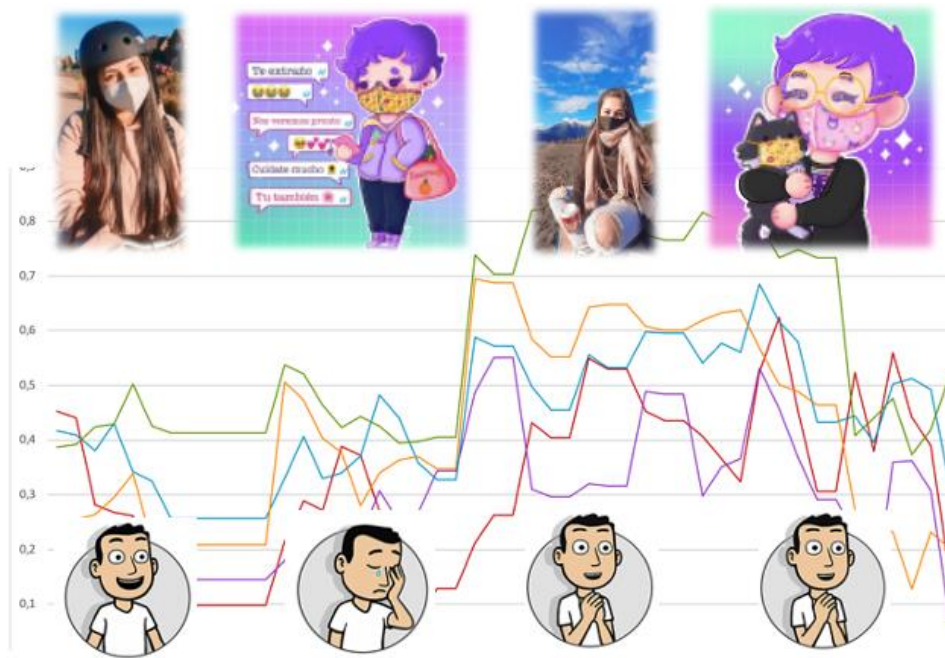 Te extraño
Nos veremos pronto
Cuidate mucho
Tu también
0,8
0,7
0,6
0,5
0,4
0,3
0,2
0,1